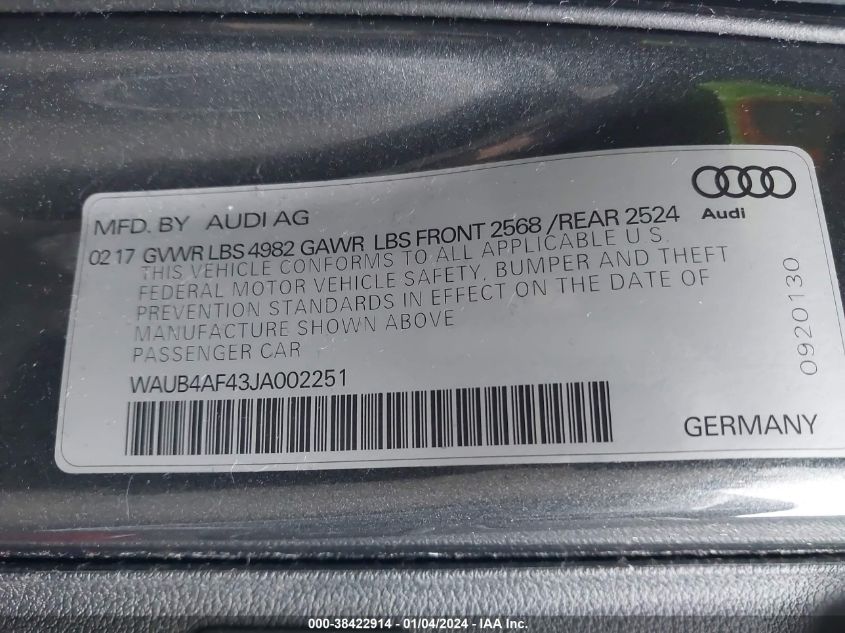 MFD. BY AUDI AG
Audi
02 17 GVWR LBS 4982 GAWR LBS FRONT 2568 /REAR 2524
THIS VEHICLE CONFORMS TO ALL APPLICABLE U.S.
FEDERAL MOTOR VEHICLE SAFETY, BUMPER AND THEFT
PREVENTION STANDARDS IN EFFECT ON THE DATE OF
MANUFACTURE SHOWN ABOVE
PASSENGER CAR
0920130
WAUB4AF43JA002251
GERMANY
000-38422914 - 01/04/2024 - IAA Inc.